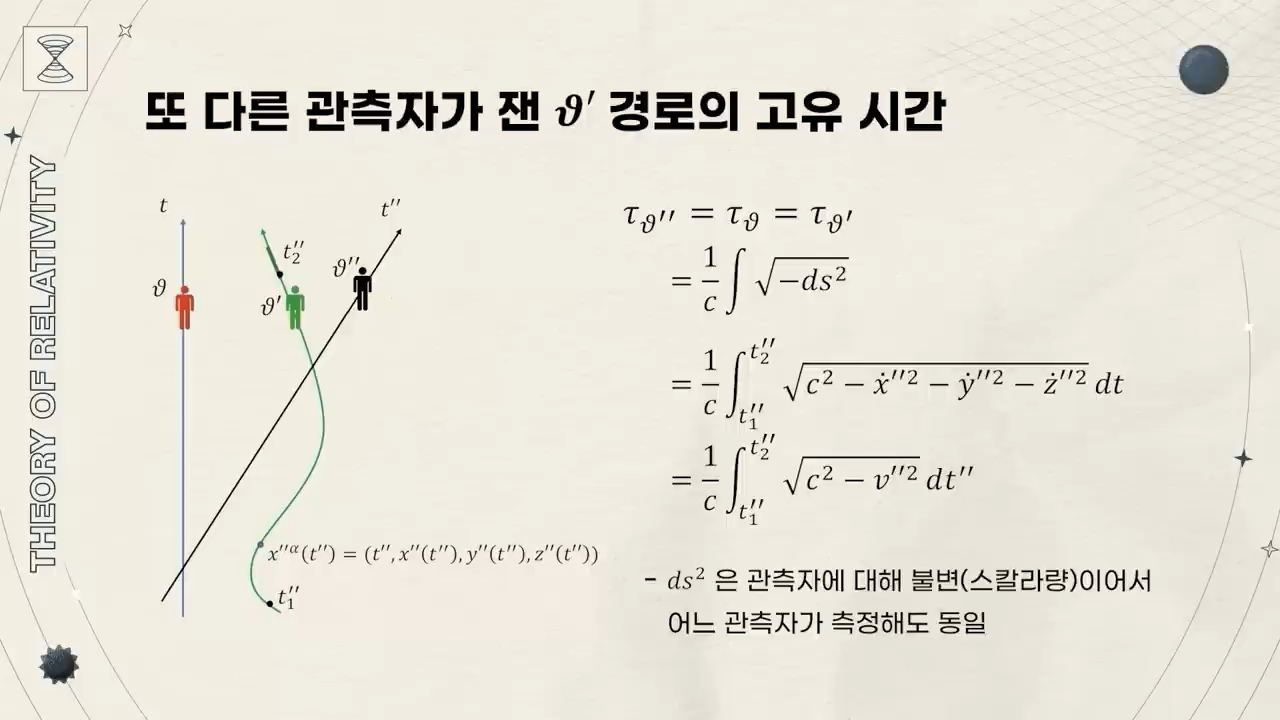 또 다른 관측자가 잰 𝜗′ 경로의 고유 시간
THEORY OF RELATIVITY
t
t″
t₂″
𝜗
𝜗′
𝜗″
x″ᵅ(t″) = (t″, x″(t″), y″(t″), z″(t″))
t₁″
τ_𝜗″ = τ_𝜗 = τ_𝜗′
= 1/c ∫ √(−ds²)
= 1/c ∫_{t₁″}^{t₂″} √(c² − ẋ″² − ẏ″² − ż″²) dt
= 1/c ∫_{t₁″}^{t₂″} √(c² − v″²) dt″
- ds² 은 관측자에 대해 불변(스칼라량)이어서
어느 관측자가 측정해도 동일